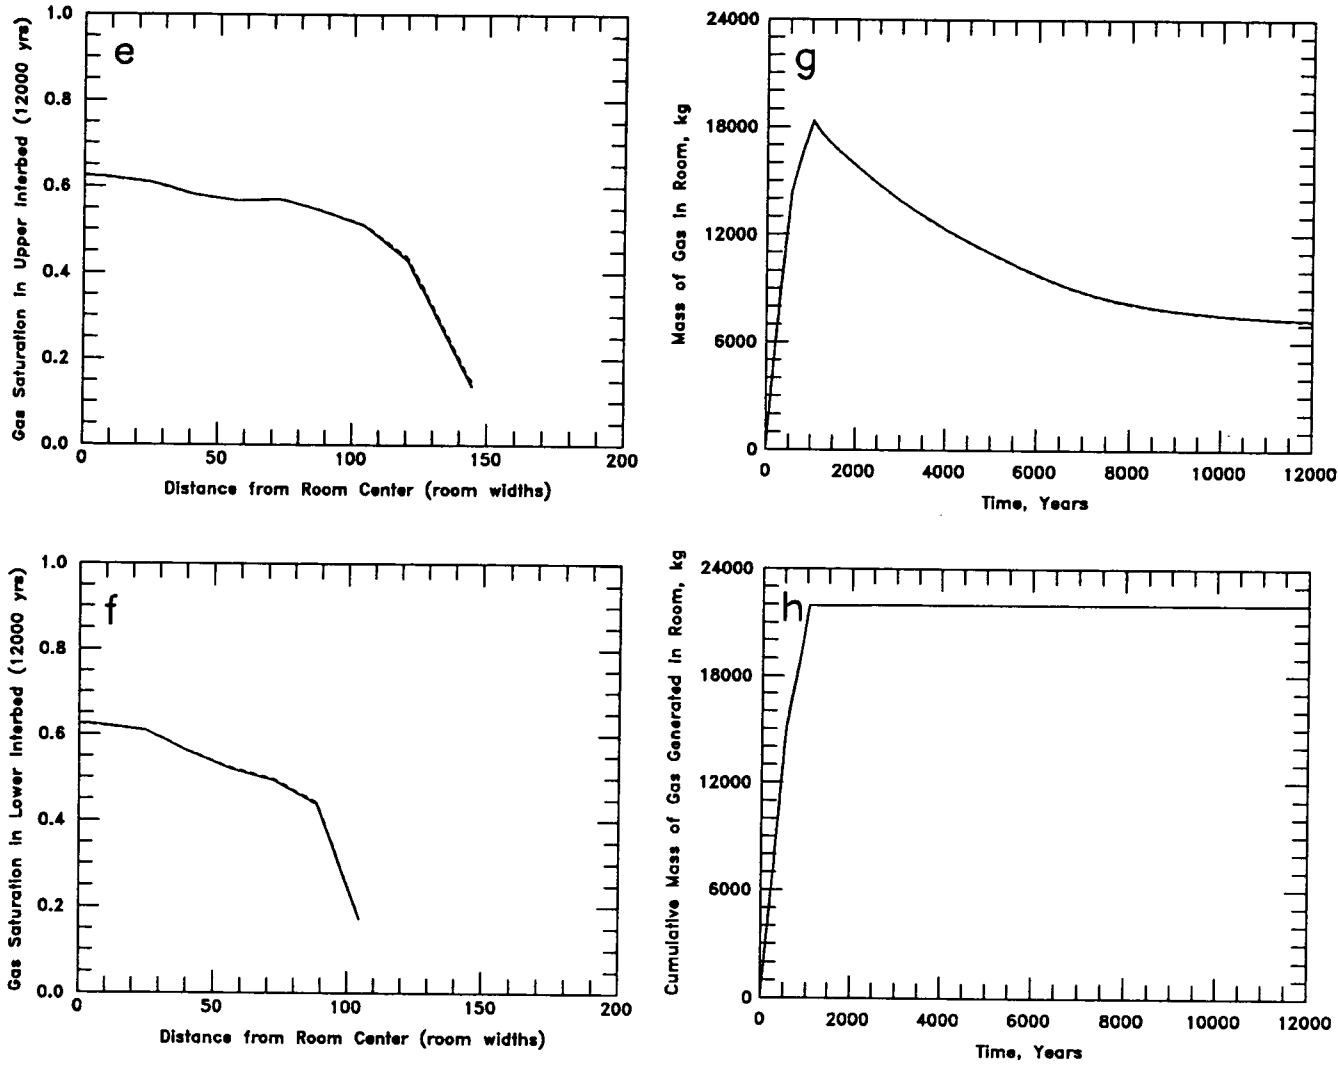 e
Gas Saturation in Upper Interbed (12000 yrs)
1.0
0.8
0.6
0.4
0.2
0.0
0 50 100 150 200
Distance from Room Center (room widths)
g
Mass of Gas in Room, kg
24000
18000
12000
6000
0
0 2000 4000 6000 8000 10000 12000
Time, Years
f
Gas Saturation in Lower Interbed (12000 yrs)
1.0
0.8
0.6
0.4
0.2
0.0
0 50 100 150 200
Distance from Room Center (room widths)
h
Cumulative Mass of Gas Generated in Room, kg
24000
18000
12000
6000
0
0 2000 4000 6000 8000 10000 12000
Time, Years